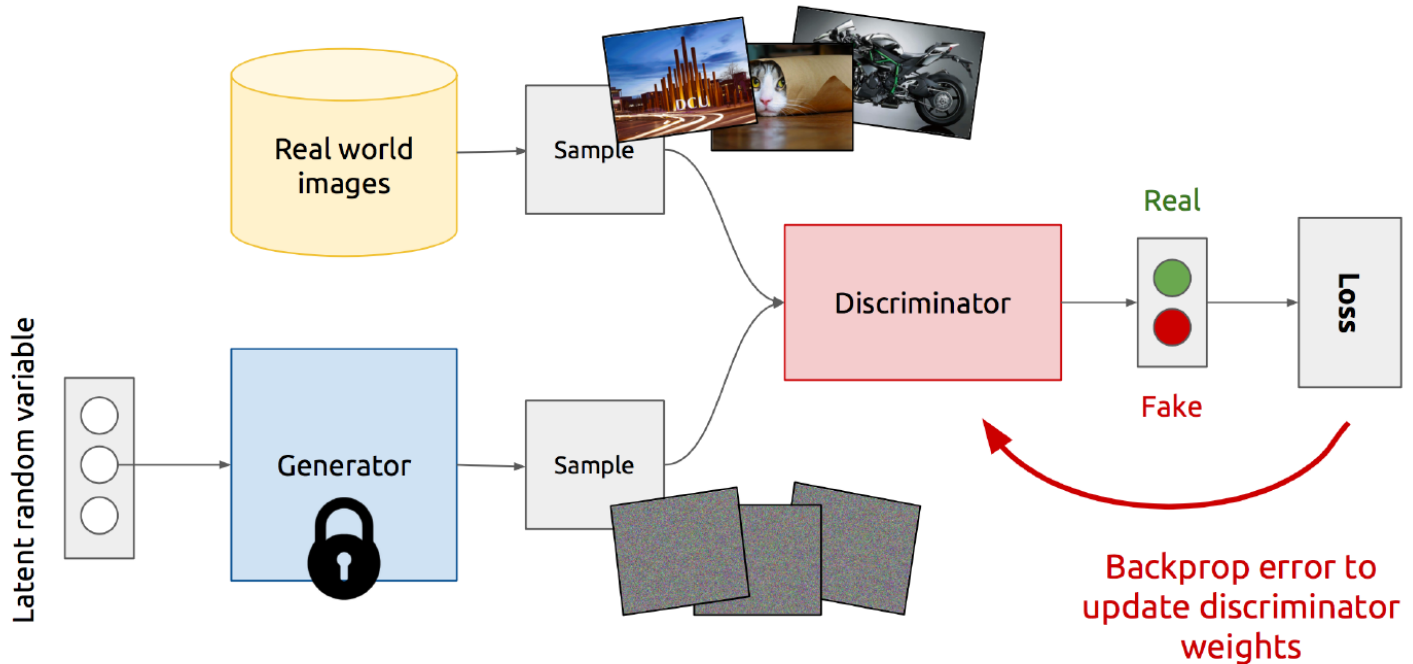 Real world
images
Sample
DCU
Latent random variable
Generator
Sample
Discriminator
Real
Fake
Loss
Backprop error to
update discriminator
weights